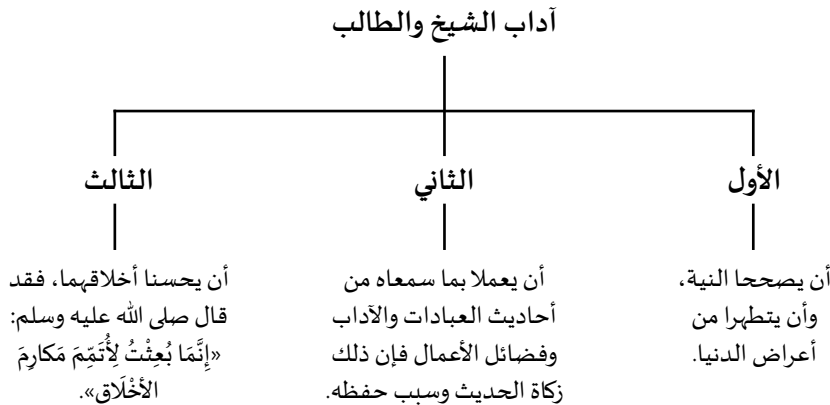 آداب الشيخ والطالب
الأول
الثاني
الثالث
أن يصححا النية،
وأن يتطهرا من
أعراض الدنيا.
أن يعملا بما سمعاه من
أحاديث العبادات والآداب
وفضائل الأعمال فإن ذلك
زكاة الحديث وسبب حفظه.
أن يحسنا أخلاقهما، فقد
قال صلى الله عليه وسلم:
«إِنَّمَا بُعِثْتُ لِأُتَمِّمَ مَكارِمَ
الأخْلَاق».